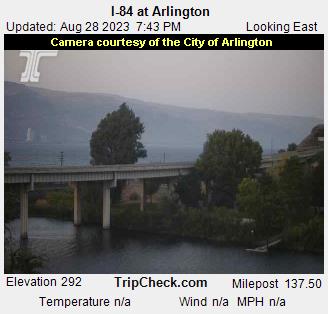 I-84 at Arlington
Updated: Aug 28 2023 7:43 PM Looking East
Camera courtesy of the City of Arlington
Elevation 292 TripCheck.com Milepost 137.50
Temperature n/a Wind n/a MPH n/a